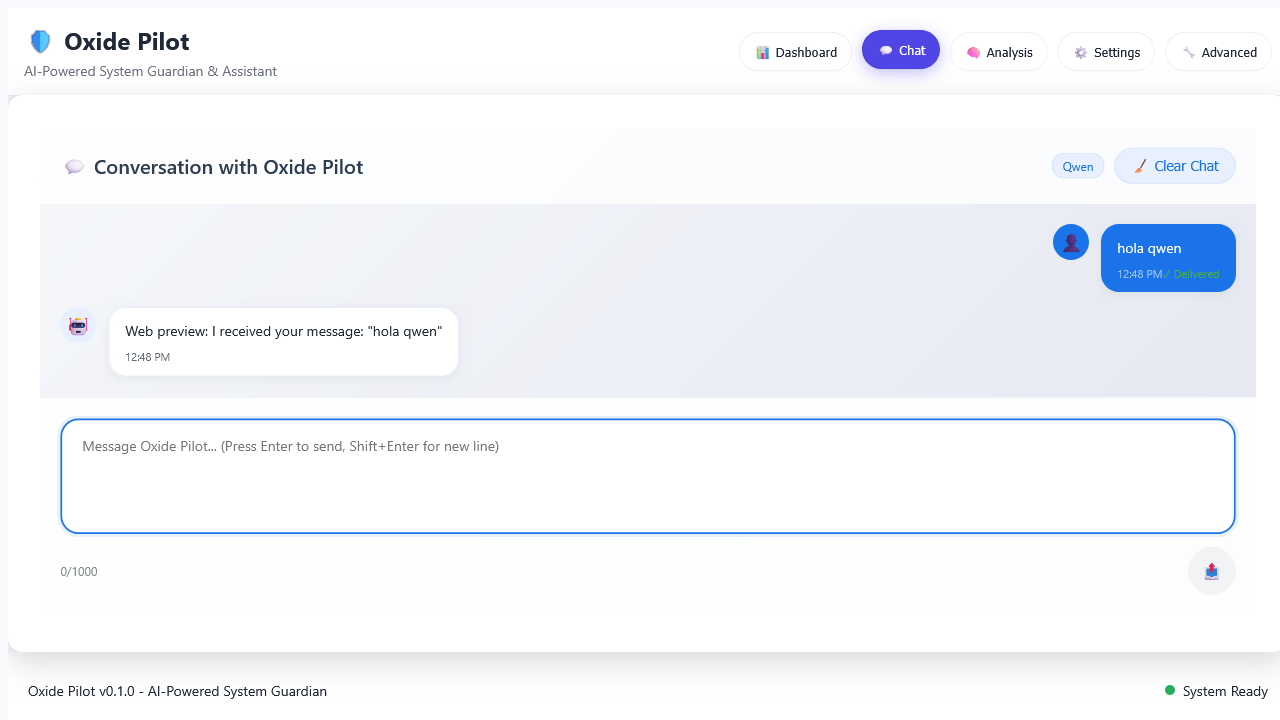 Oxide Pilot
AI-Powered System Guardian & Assistant
Dashboard
Chat
Analysis
Settings
Advanced
Conversation with Oxide Pilot
Qwen
Clear Chat
hola qwen
12:48 PM ✓ Delivered
Web preview: I received your message: "hola qwen"
12:48 PM
Message Oxide Pilot... (Press Enter to send, Shift+Enter for new line)
0/1000
Oxide Pilot v0.1.0 - AI-Powered System Guardian
System Ready